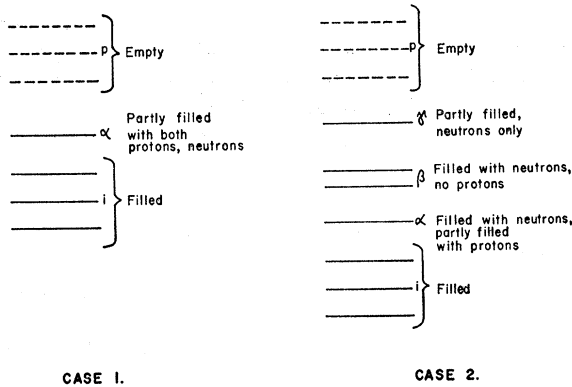 p
Empty
Partly filled
α with both
protons, neutrons
i
Filled
CASE 1.
p
Empty
γ Partly filled,
neutrons only
Filled with neutrons,
β
no protons
α Filled with neutrons,
partly filled
with protons
i
Filled
CASE 2.